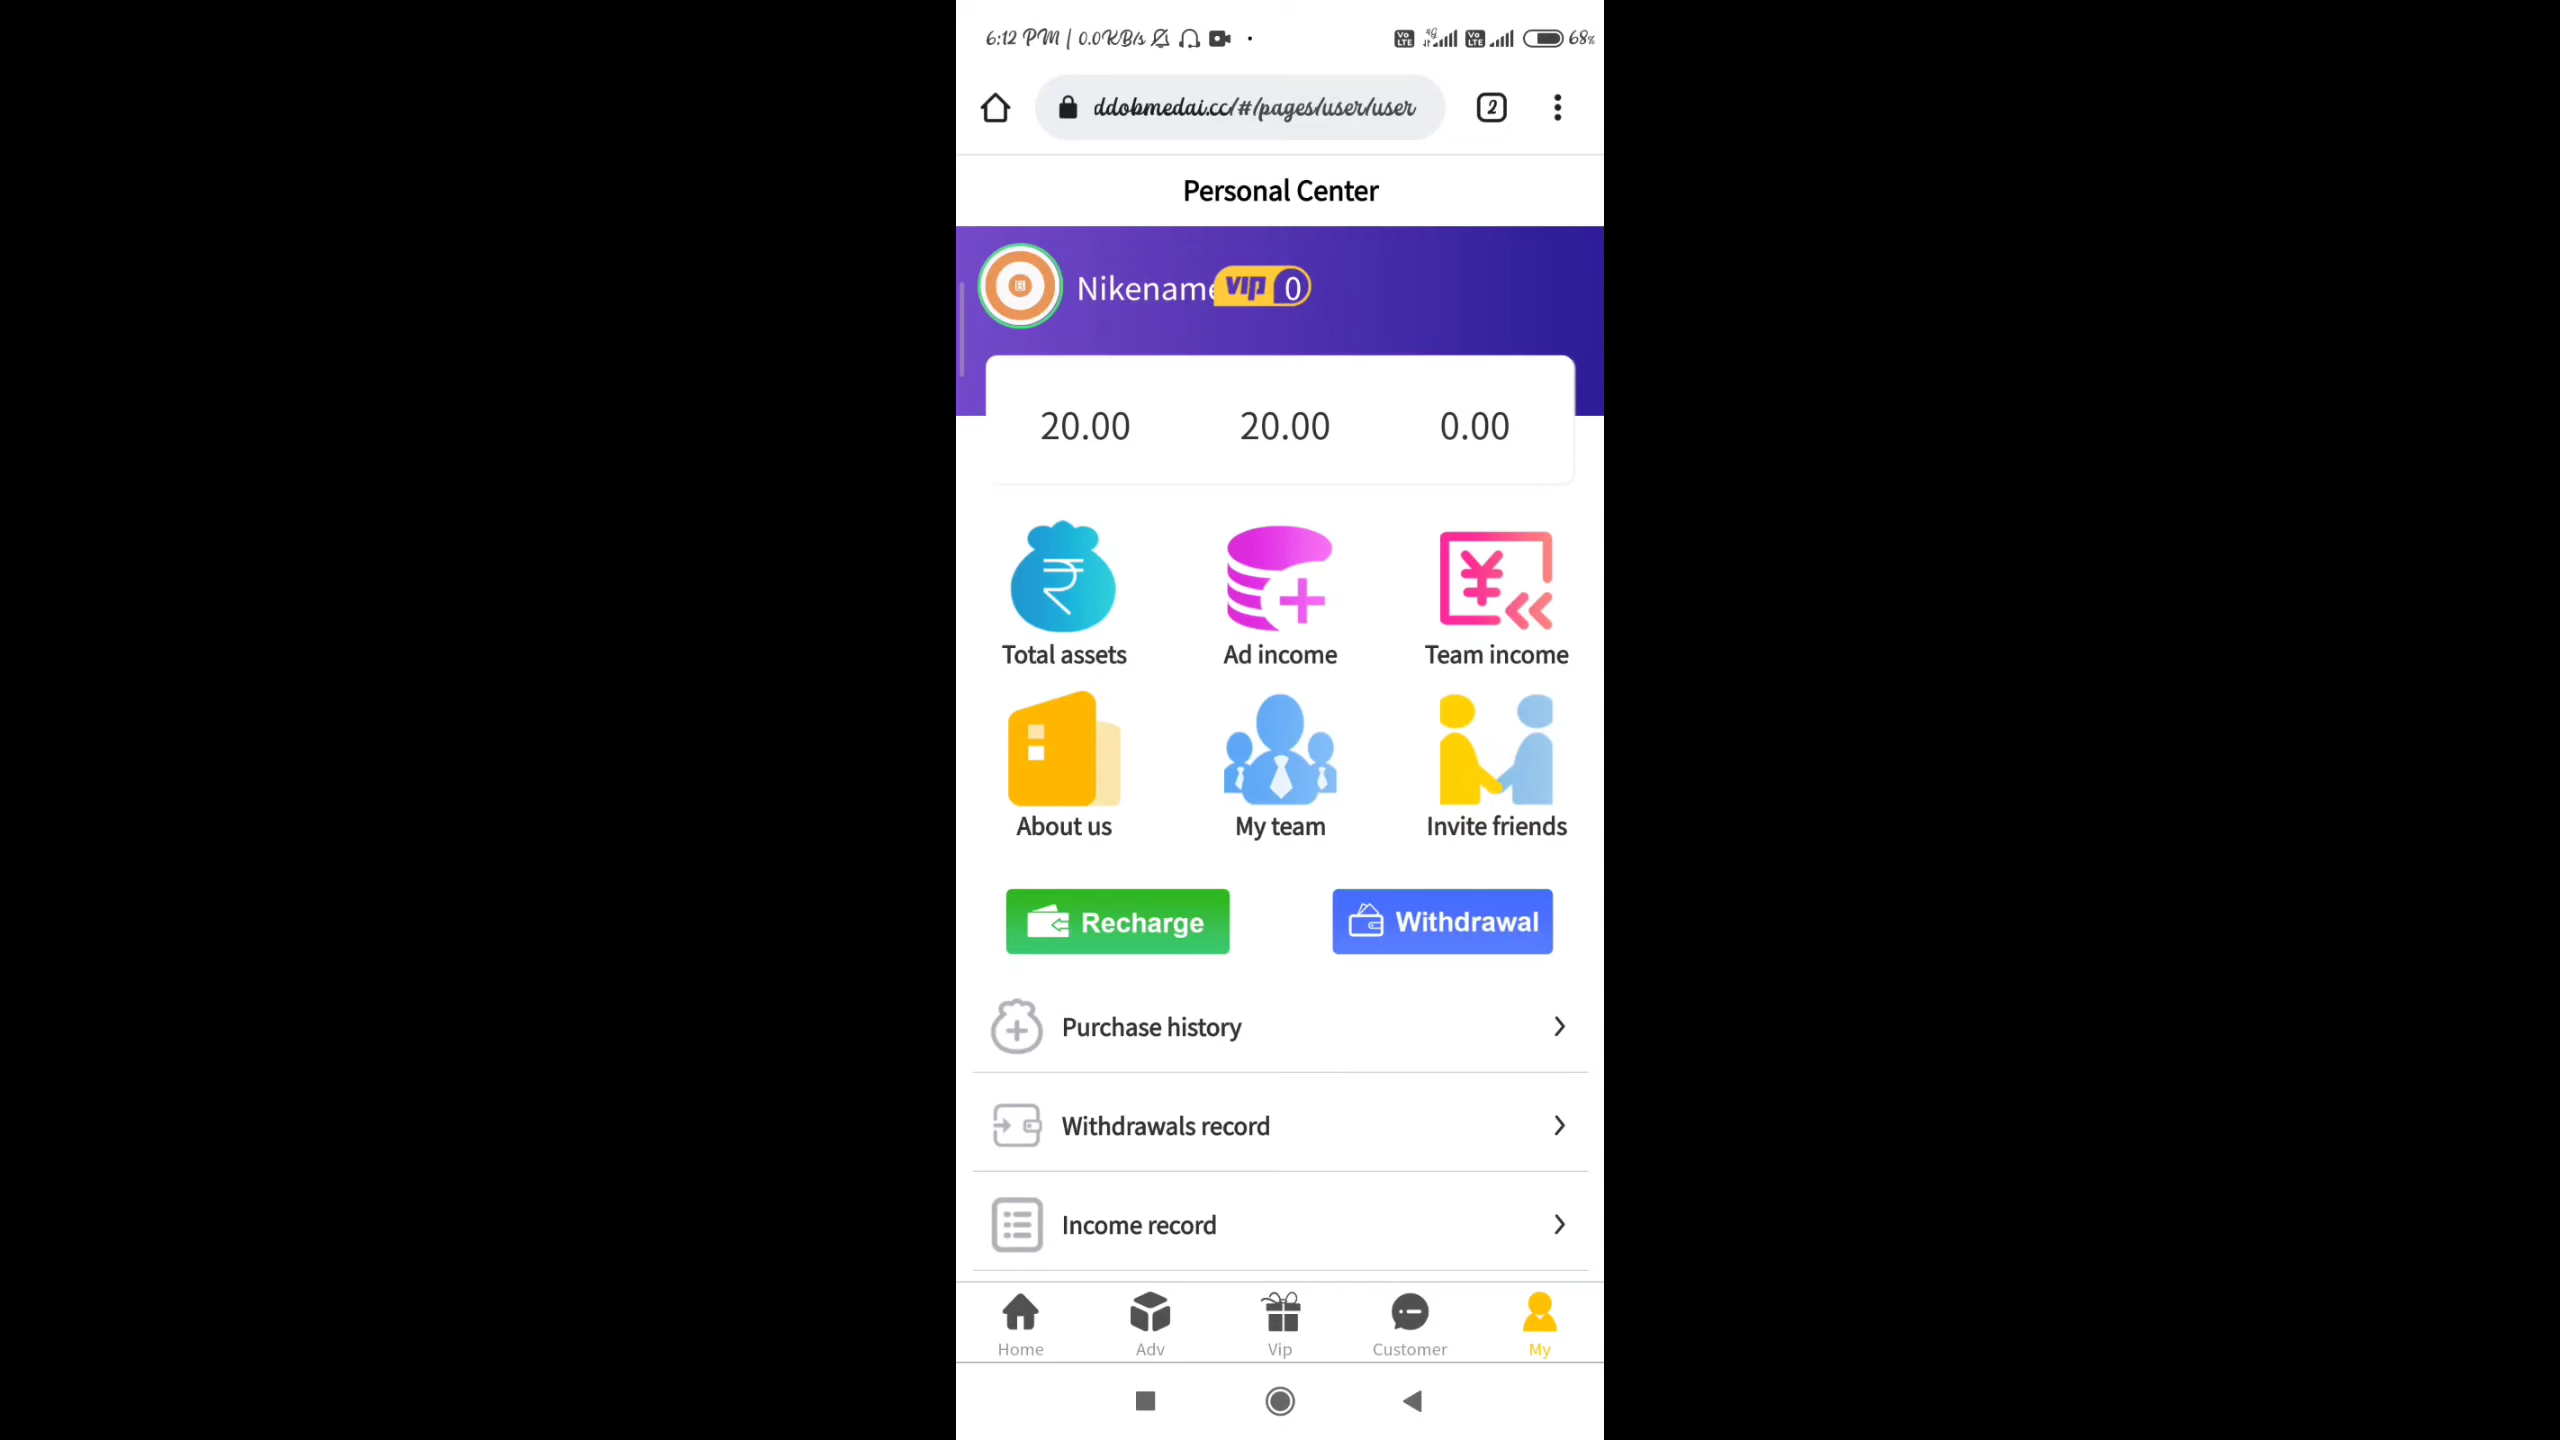 6:12 PM | 0.0KB/s 4G 68%
ddobmedai.cc/#/pages/user/user 2
Personal Center
Nikename vip 0
20.00 20.00 0.00
Total assets Ad income Team income
About us My team Invite friends
Recharge Withdrawal
Purchase history
Withdrawals record
Income record
Home Adv Vip Customer My